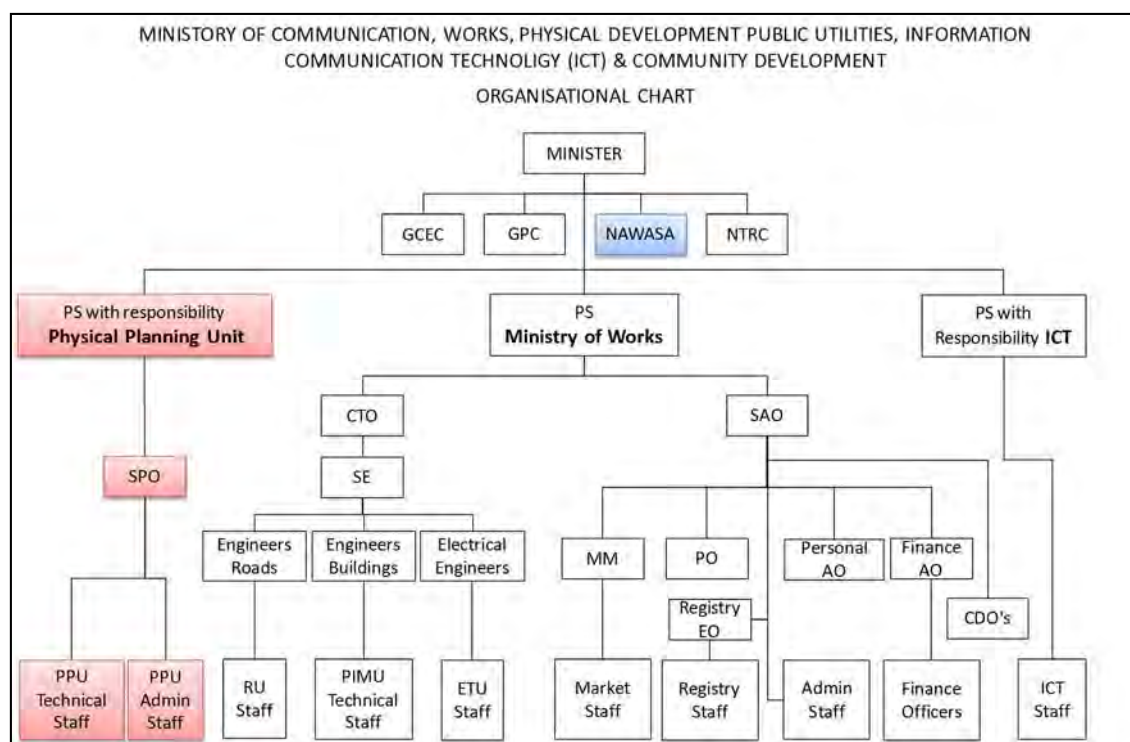 MINISTORY OF COMMUNICATION, WORKS, PHYSICAL DEVELOPMENT PUBLIC UTILITIES, INFORMATION
COMMUNICATION TECHNOLIGY (ICT) & COMMUNITY DEVELOPMENT
ORGANISATIONAL CHART
MINISTER
GCEC
GPC
NAWASA
NTRC
PS with responsibility
Physical Planning Unit
PS
Ministry of Works
PS with
Responsibility ICT
CTO
SAO
SPO
SE
Engineers
Roads
Engineers
Buildings
Electrical
Engineers
MM
PO
Personal
AO
Finance
AO
Registry
EO
CDO's
PPU
Technical
Staff
PPU
Admin
Staff
RU
Staff
PIMU
Technical
Staff
ETU
Staff
Market
Staff
Registry
Staff
Admin
Staff
Finance
Officers
ICT
Staff